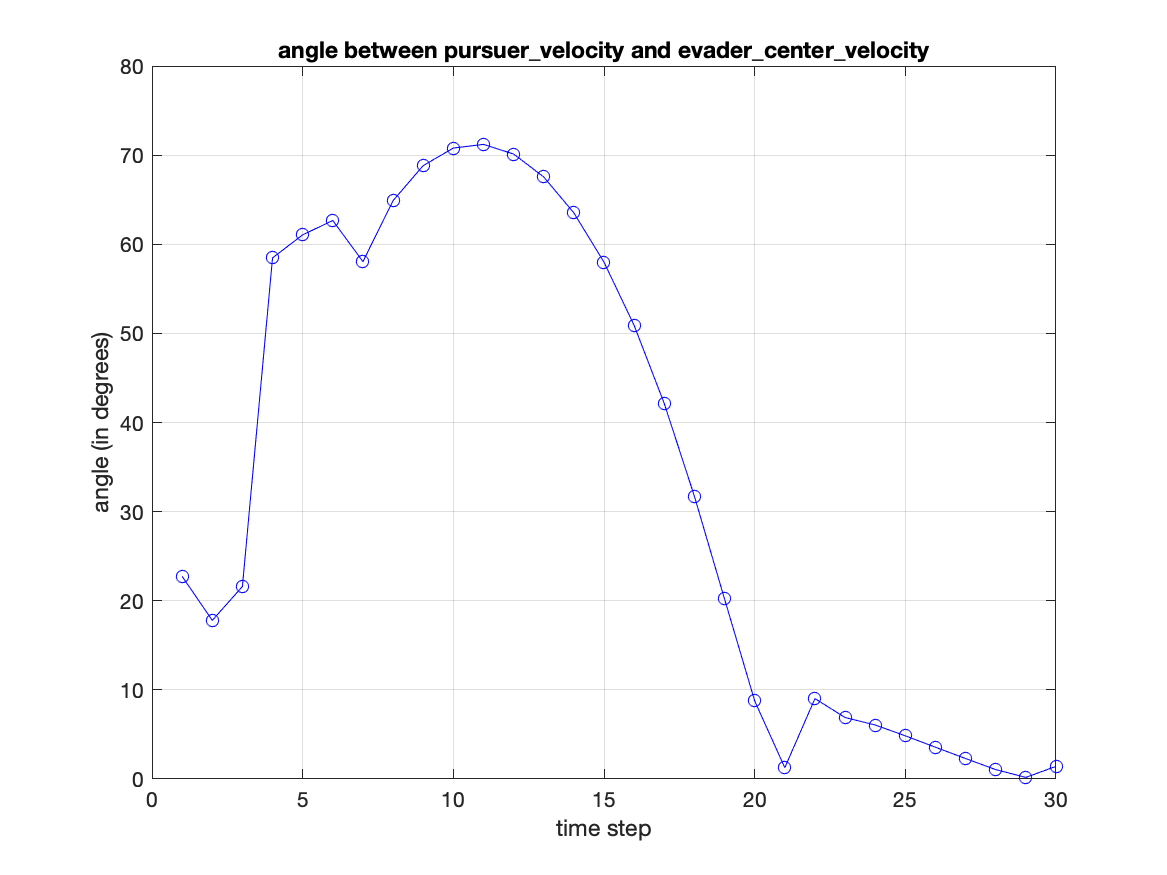 angle between pursuer_velocity and evader_center_velocity
80
70
60
50
40
30
20
10
0
angle (in degrees)
0 5 10 15 20 25 30
time step